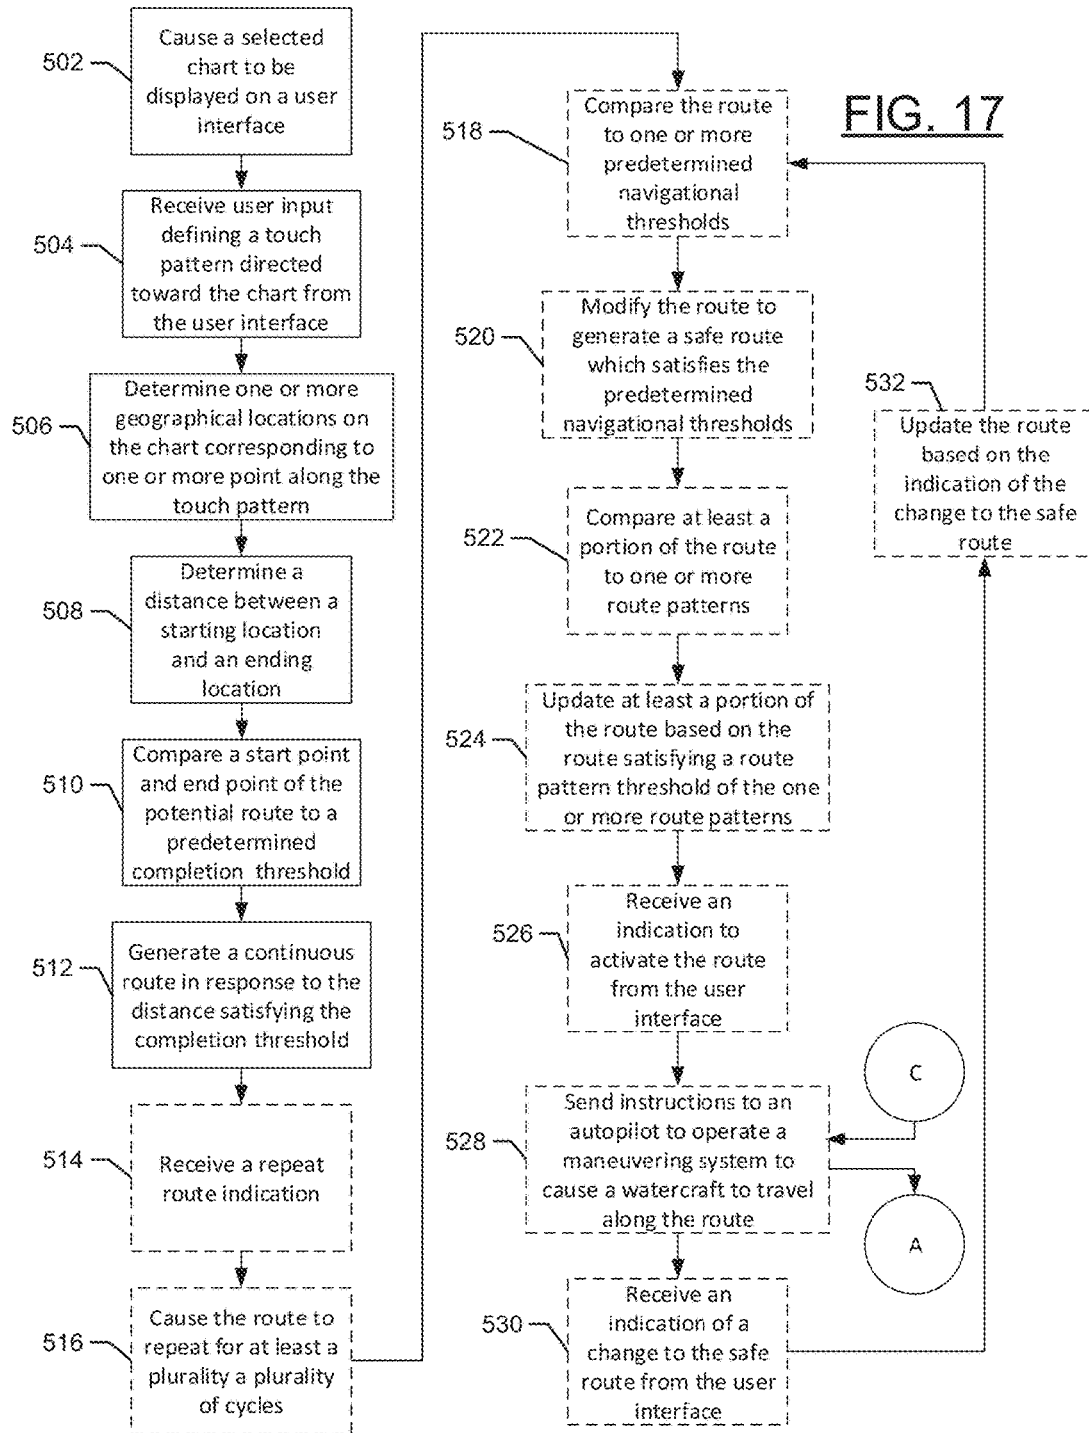 502
Cause a selected
chart to be
displayed on a user
interface
504
Receive user input
defining a touch
pattern directed
toward the chart from
the user interface
506
Determine one or more
geographical locations on
the chart corresponding to
one or more point along the
touch pattern
508
Determine a
distance between a
starting location
and an ending
location
510
Compare a start point
and end point of the
potential route to a
predetermined
completion threshold
512
Generate a continuous
route in response to the
distance satisfying the
completion threshold
514
Receive a repeat
route indication
516
Cause the route to
repeat for at least a
plurality a plurality
of cycles
FIG. 17
518
Compare the route
to one or more
predetermined
navigational
thresholds
520
Modify the route to
generate a safe route
which satisfies the
predetermined
navigational thresholds
522
Compare at least a
portion of the route
to one or more
route patterns
524
Update at least a portion of
the route based on the
route satisfying a route
pattern threshold of the one
or more route patterns
526
Receive an
indication to
activate the route
from the user
interface
528
Send instructions to an
autopilot to operate a
maneuvering system to
cause a watercraft to travel
along the route
C
A
530
Receive an
indication of a
change to the safe
route from the user
interface
532
Update the route
based on the
indication of the
change to the safe
route